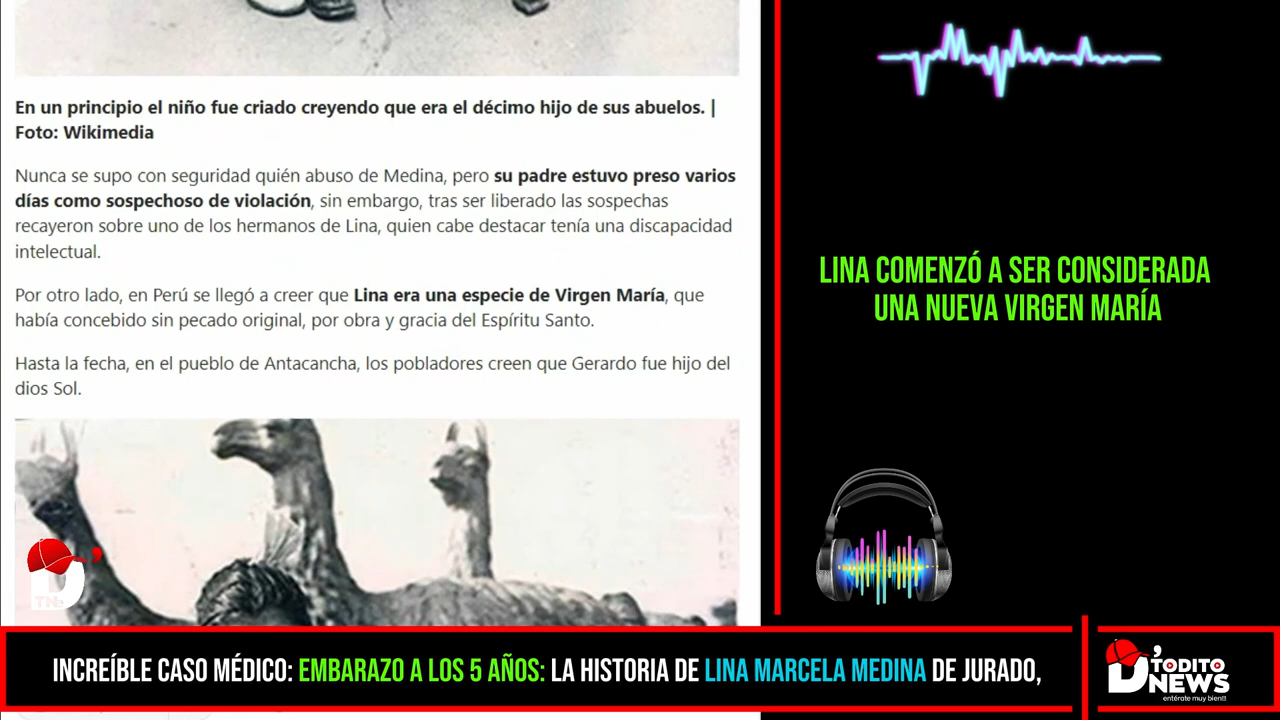 En un principio el niño fue criado creyendo que era el décimo hijo de sus abuelos. |
Foto: Wikimedia
Nunca se supo con seguridad quién abuso de Medina, pero su padre estuvo preso varios
días como sospechoso de violación, sin embargo, tras ser liberado las sospechas
recayeron sobre uno de los hermanos de Lina, quien cabe destacar tenía una discapacidad
intelectual.
Por otro lado, en Perú se llegó a creer que Lina era una especie de Virgen María, que
había concebido sin pecado original, por obra y gracia del Espíritu Santo.
Hasta la fecha, en el pueblo de Antacancha, los pobladores creen que Gerardo fue hijo del
dios Sol.
LINA COMENZÓ A SER CONSIDERADA
UNA NUEVA VIRGEN MARÍA
INCREÍBLE CASO MÉDICO: EMBARAZO A LOS 5 AÑOS: LA HISTORIA DE LINA MARCELA MEDINA DE JURADO,
D'TODITO
NEWS
entérate muy bien!!!